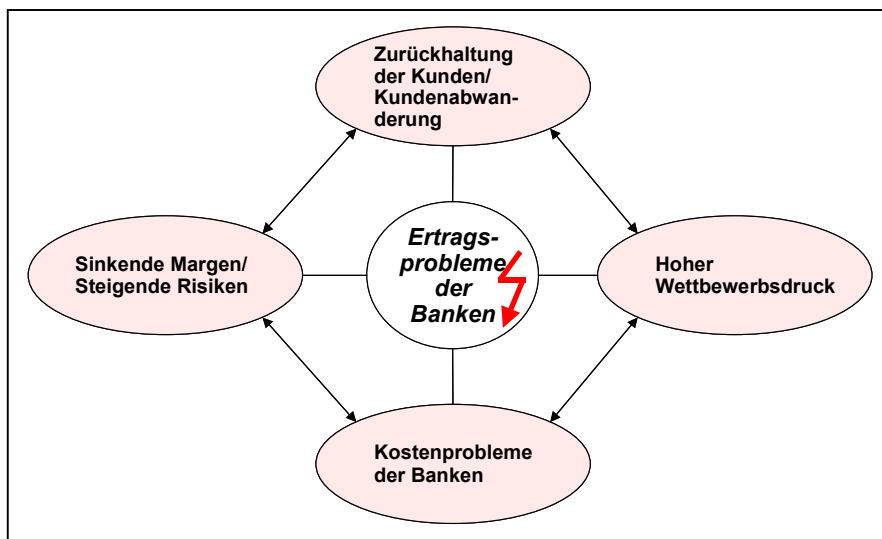 Zurückhaltung
der Kunden/
Kundenabwan-
derung
Sinkende Margen/
Steigende Risiken
Ertrags-
probleme
der
Banken
Hoher
Wettbewerbsdruck
Kostenprobleme
der Banken